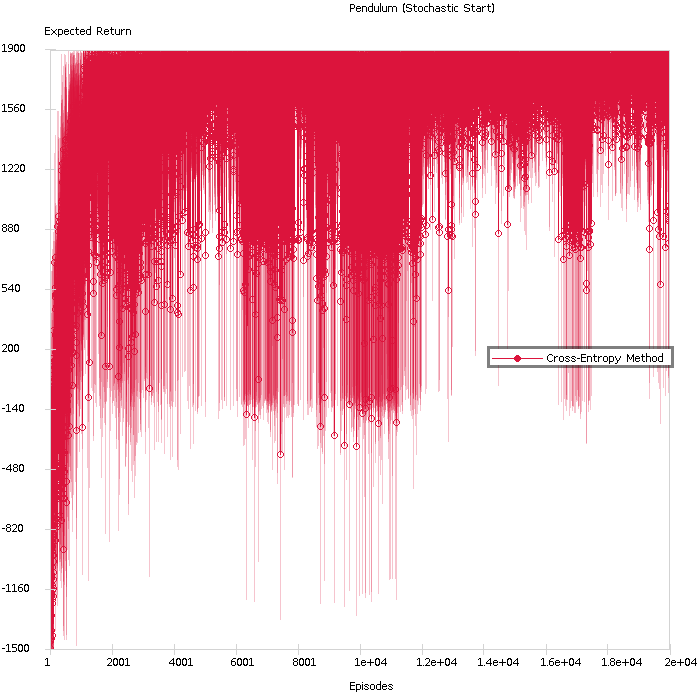 Pendulum (Stochastic Start)
Expected Return
1900
1560
1220
880
540
200
-140
-480
-820
-1160
-1500
Cross-Entropy Method
1 2001 4001 6001 8001 1e+04 1.2e+04 1.4e+04 1.6e+04 1.8e+04 2e+04
Episodes